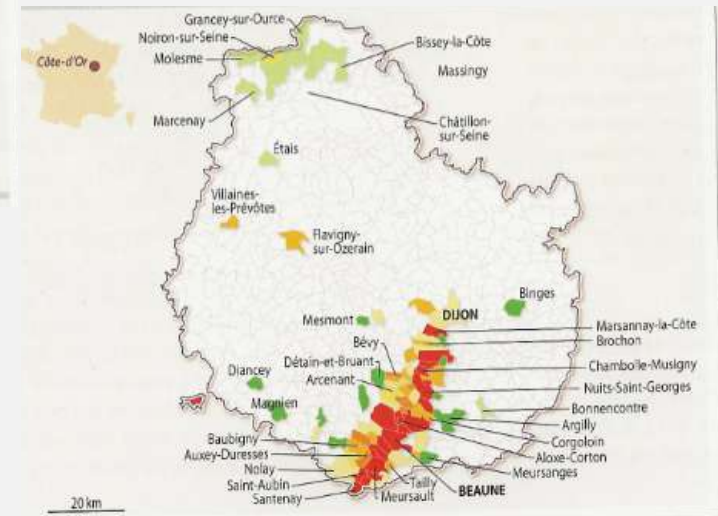 Côte-d'Or
Grancey-sur-Ource
Noiron-sur-Seine
Molesme
Bissey-la-Côte
Massingy
Marcenay
Châtillon-
sur-Seine
Étais
Villaines-
les-Prévôtes
Flavigny-
sur-Ozerain
Binges
Mesmont
DIJON
Marsannay-la-Côte
Brochon
Bévy
Détain-et-Bruant
Arcenant
Chambolle-Musigny
Diancey
Nuits-Saint-Georges
Magnien
Bonnencontre
Argilly
Corgoloin
Aloxe-Corton
Meursanges
Baubigny
Auxey-Duresses
Nolay
Saint-Aubin
Santenay
Tailly
Meursault
BEAUNE
20 km